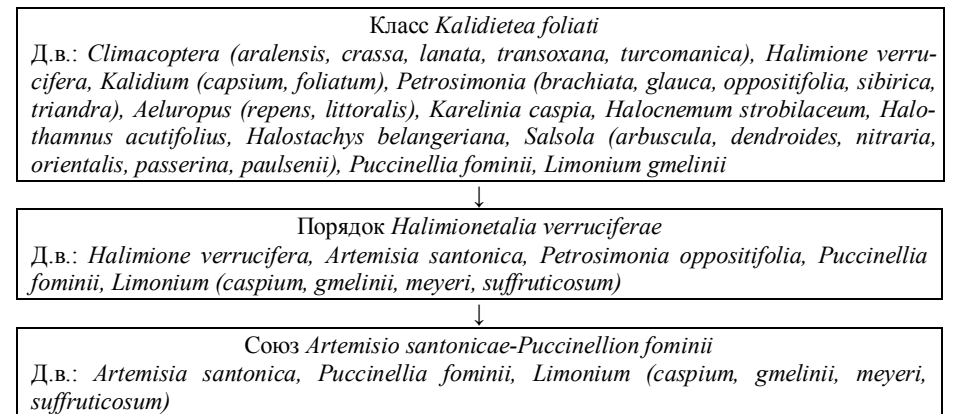 Класс Kalidietea foliati
Д.в.: Climacoptera (aralensis, crassa, lanata, transoxana, turcomanica), Halimione verru-
cifera, Kalidium (capsium, foliatum), Petrosimonia (brachiata, glauca, oppositifolia, sibirica,
triandra), Aeluropus (repens, littoralis), Karelinia caspia, Halocnemum strobilaceum, Halo-
thamnus acutifolius, Halostachys belangeriana, Salsola (arbuscula, dendroides, nitraria,
orientalis, passerina, paulsenii), Puccinellia fominii, Limonium gmelinii
↓
Порядок Halimionetalia verruciferae
Д.в.: Halimione verrucifera, Artemisia santonica, Petrosimonia oppositifolia, Puccinellia
fominii, Limonium (caspium, gmelinii, meyeri, suffruticosum)
↓
Союз Artemisio santonicae-Puccinellion fominii
Д.в.: Artemisia santonica, Puccinellia fominii, Limonium (caspium, gmelinii, meyeri,
suffruticosum)